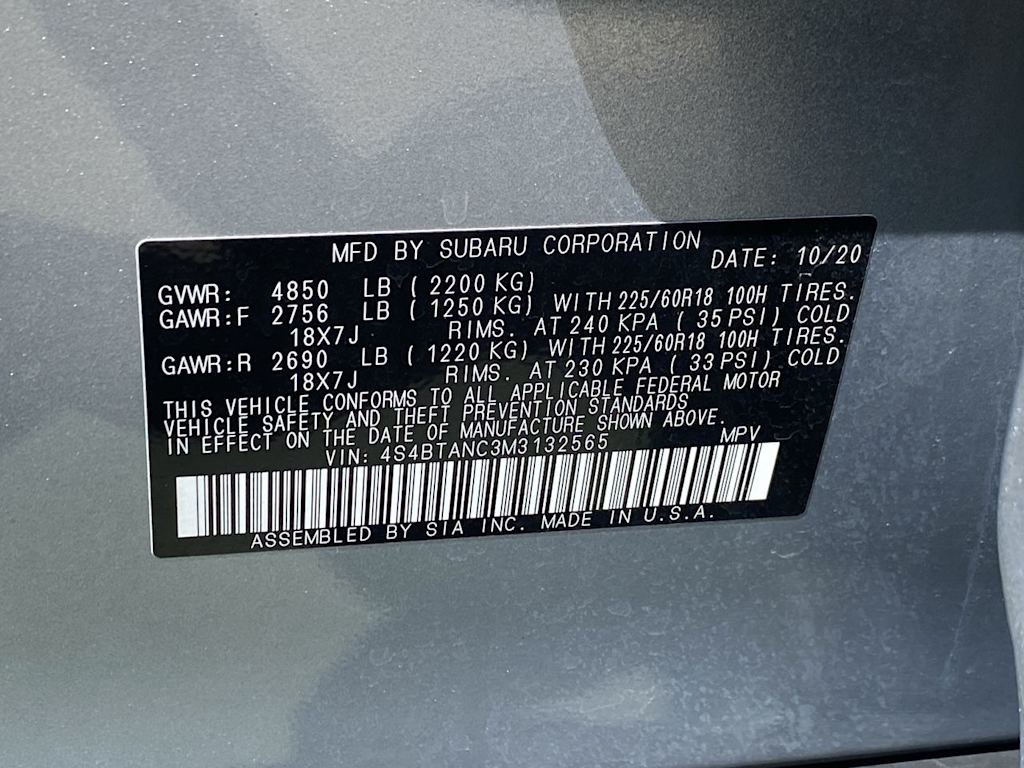 MFD BY SUBARU CORPORATION DATE: 10/20
GVWR: 4850 LB (2200 KG)
GAWR:F 2756 LB (1250 KG) WITH 225/60R18 100H TIRES.
18X7J RIMS. AT 240 KPA (35 PSI) COLD
GAWR:R 2690 LB (1220 KG) WITH 225/60R18 100H TIRES.
18X7J RIMS. AT 230 KPA (33 PSI) COLD
THIS VEHICLE CONFORMS TO ALL APPLICABLE FEDERAL MOTOR
VEHICLE SAFETY AND THEFT PREVENTION STANDARDS
IN EFFECT ON THE DATE OF MANUFACTURE SHOWN ABOVE.
VIN: 4S4BTANC3M3132565 MPV
ASSEMBLED BY SIA INC. MADE IN U.S.A.